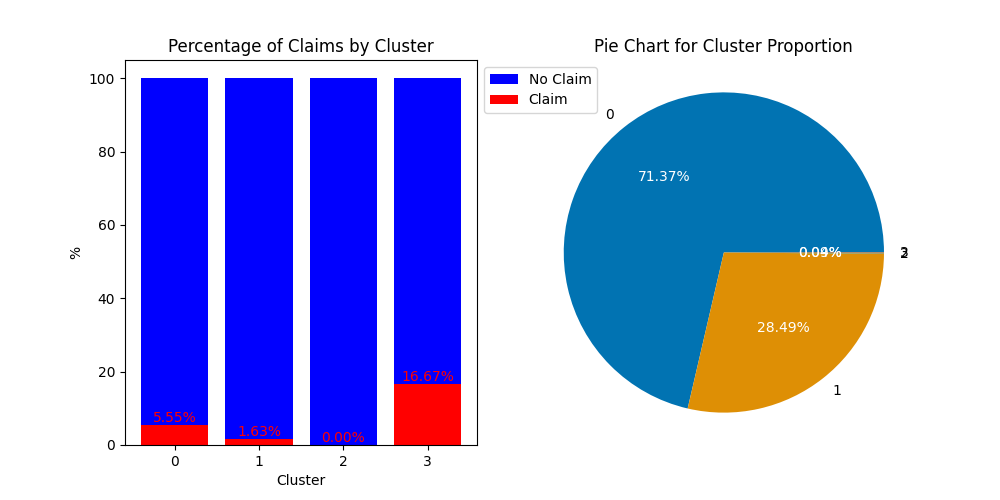 Percentage of Claims by Cluster
100
80
60
40
20
0
%
5.55%
1.63%
0.00%
16.67%
0 1 2 3
Cluster
No Claim
Claim
Pie Chart for Cluster Proportion
0
71.37%
28.49%
1